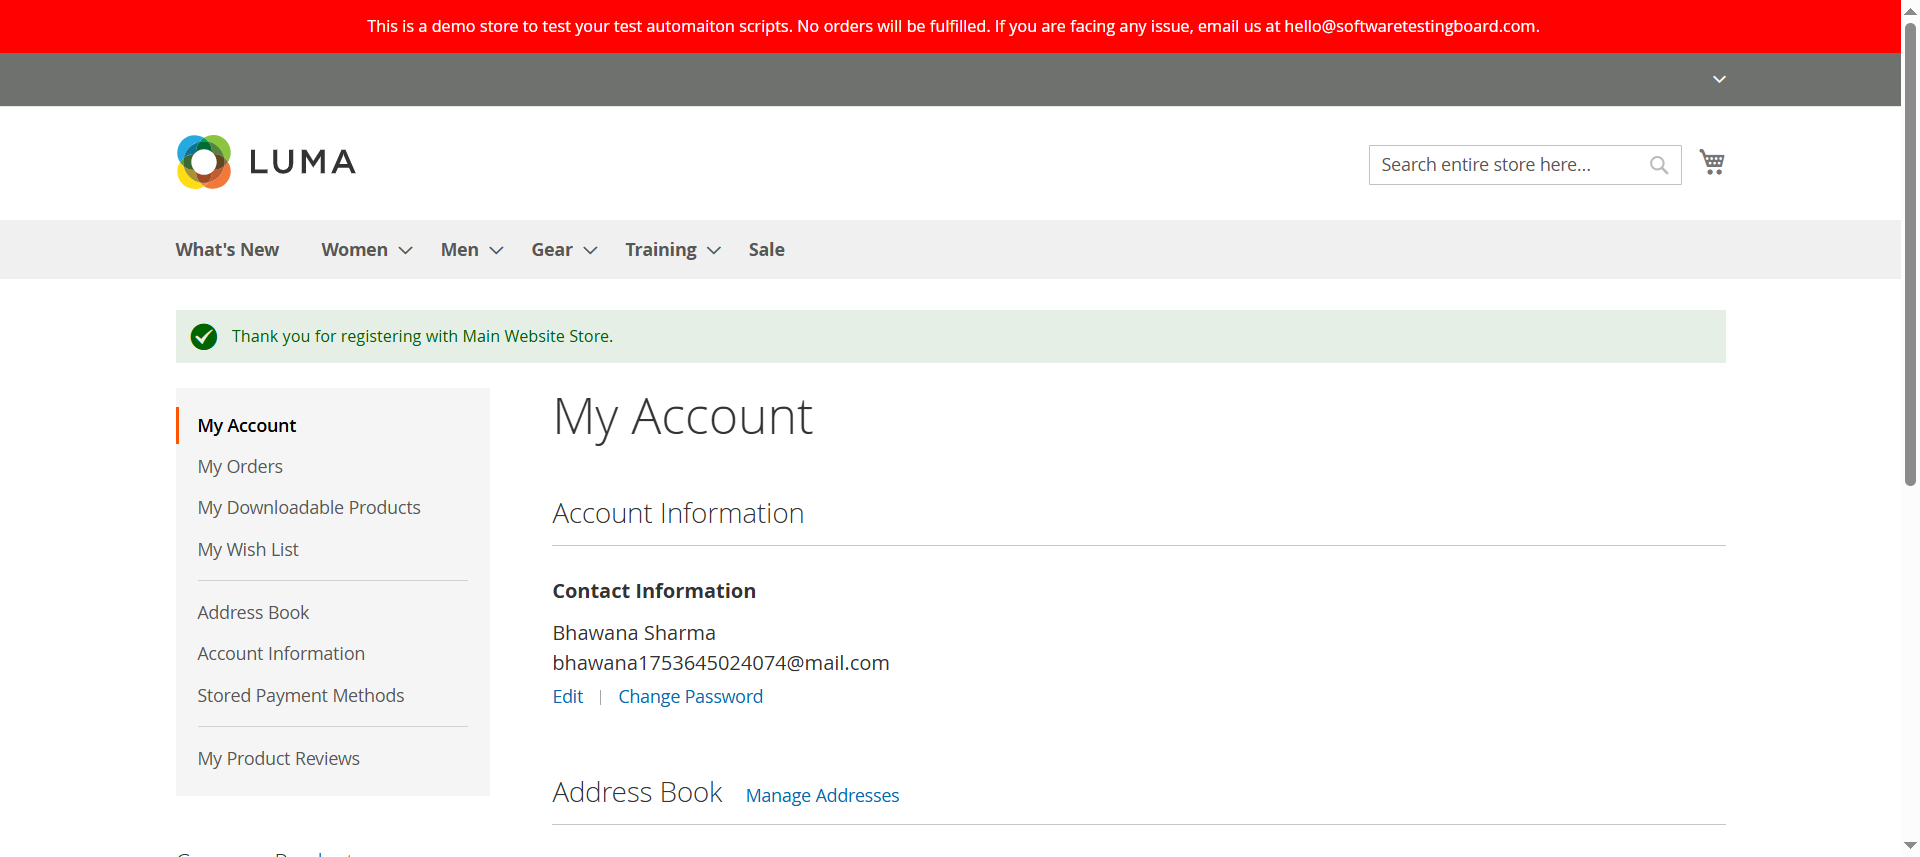 This is a demo store to test your test automaiton scripts. No orders will be fulfilled. If you are facing any issue, email us at hello@softwaretestingboard.com.
LUMA
Search entire store here...
What's New Women Men Gear Training Sale
Thank you for registering with Main Website Store.
My Account
My Orders
My Downloadable Products
My Wish List
Address Book
Account Information
Stored Payment Methods
My Product Reviews
My Account
Account Information
Contact Information
Bhawana Sharma
bhawana1753645024074@mail.com
Edit | Change Password
Address Book Manage Addresses